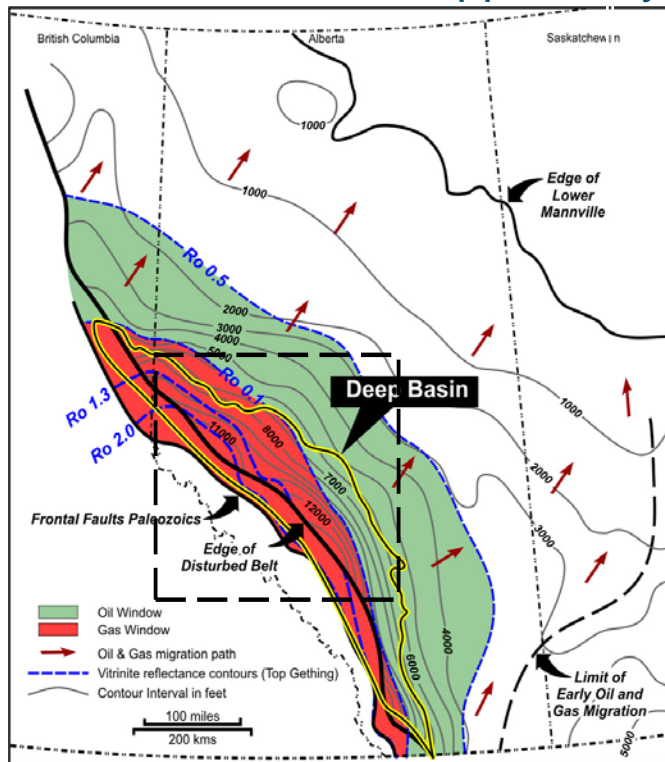 British Columbia
Alberta
Saskatchewan
1000
1000
Edge of
Lower
Mannville
Ro 0.5
2000
3000
4000
5000
Ro 0.1
Deep Basin
1000
Ro 1.3
Ro 2.0
8000
11000
7000
2000
12000
3000
Frontal Faults Paleozoics
Edge of
Disturbed Belt
4000
6000
Oil Window
Gas Window
Oil & Gas migration path
Vitrinite reflectance contours (Top Gething)
Contour Interval in feet
100 miles
200 kms
Limit of
Early Oil and
Gas Migration
5000